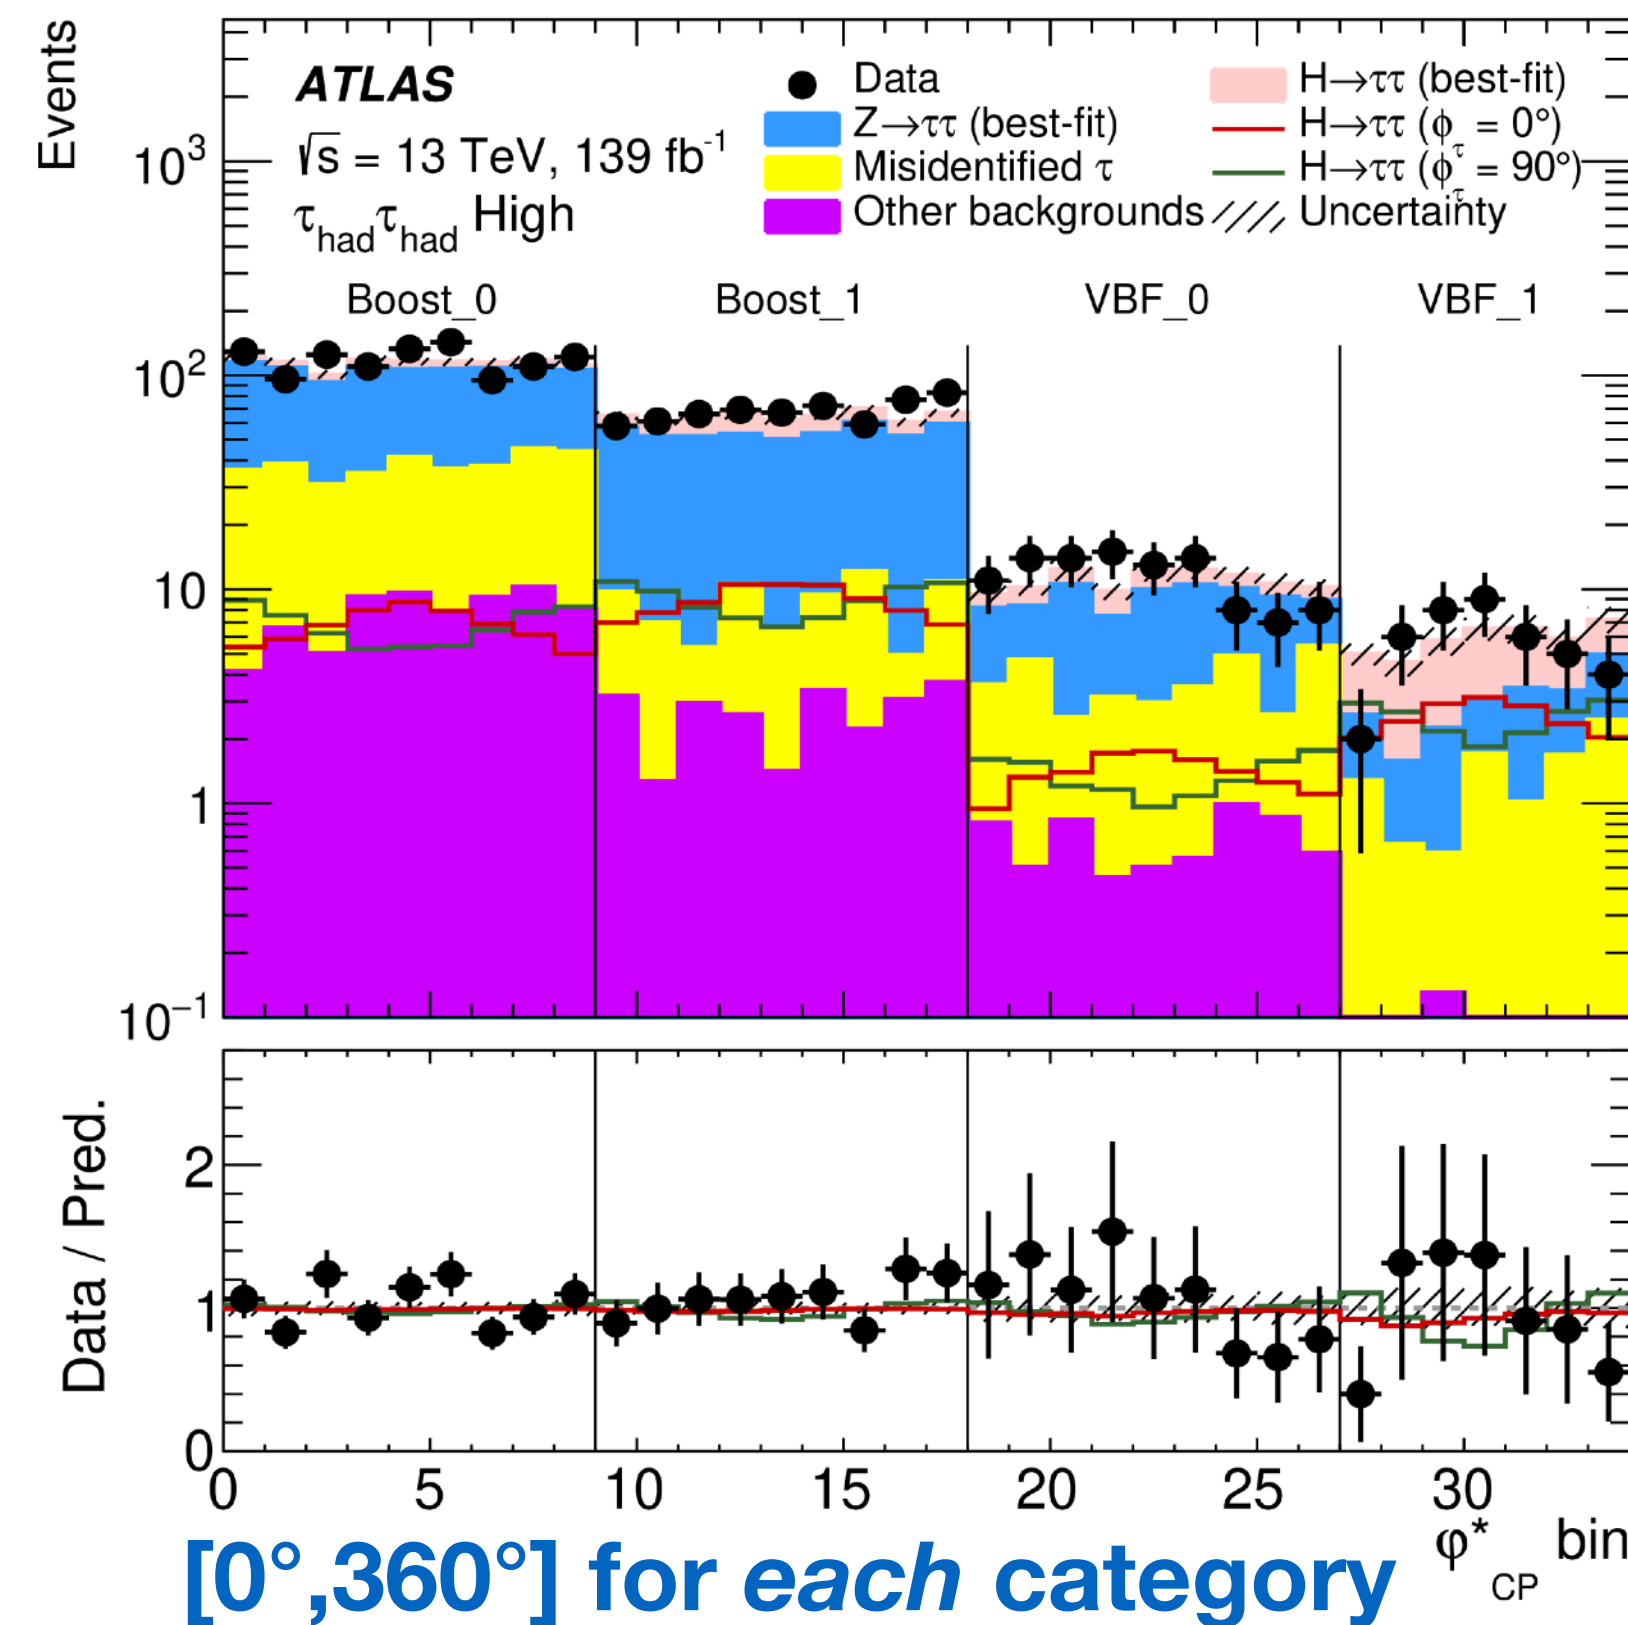 Events
ATLAS
√s = 13 TeV, 139 fb⁻¹
τhadτhad High
Data
Z→ττ (best-fit)
Misidentified τ
Other backgrounds
H→ττ (best-fit)
H→ττ (ϕτ = 0°)
H→ττ (ϕτ = 90°)
Uncertainty
Boost_0 Boost_1 VBF_0 VBF_1
10³
10²
10
1
10⁻¹
Data / Pred.
2
1
0
0 5 10 15 20 25 30
φ*CP bin
[0°,360°] for each category